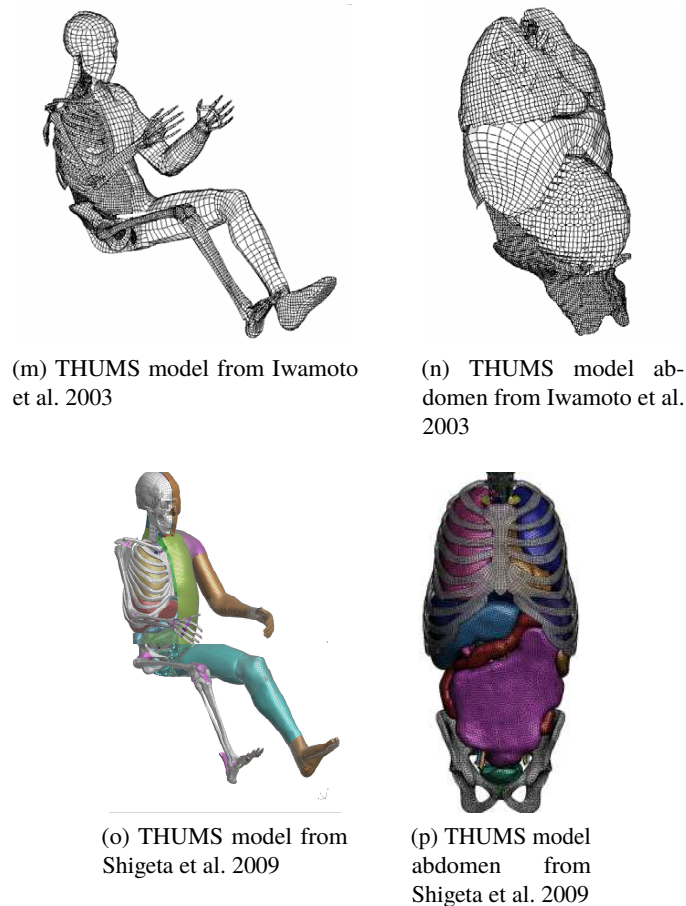 (m) THUMS model from Iwamoto
et al. 2003
(n) THUMS model ab-
domen from Iwamoto et al.
2003
(o) THUMS model from
Shigeta et al. 2009
(p) THUMS model
abdomen from
Shigeta et al. 2009